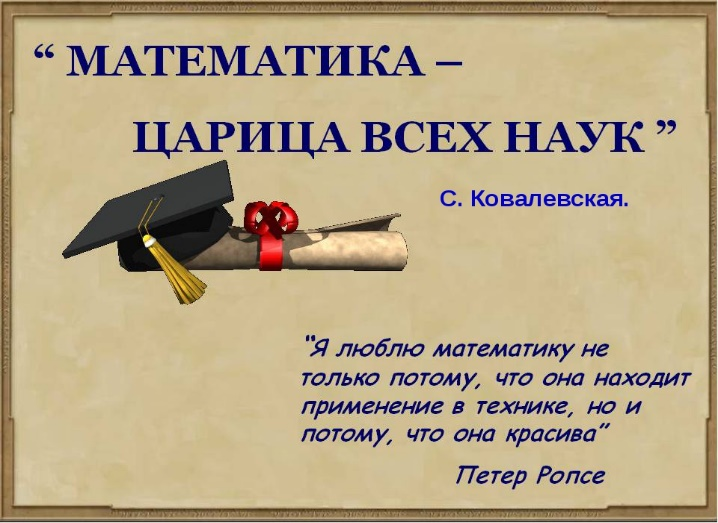 “ МАТЕМАТИКА –
ЦАРИЦА ВСЕХ НАУК ”
С. Ковалевская.
“Я люблю математику не
только потому, что она находит
применение в технике, но и
потому, что она красива”
Петер Ропсе